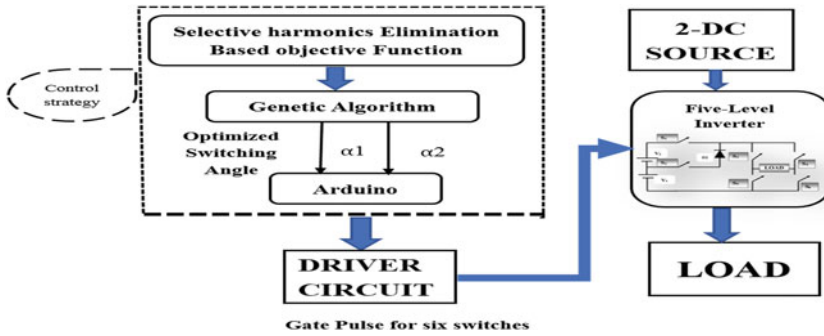 Control
strategy
Selective harmonics Elimination
Based objective Function
Genetic Algorithm
Optimized
Switching
Angle
α1
α2
Arduino
DRIVER
CIRCUIT
Gate Pulse for six switches
2-DC
SOURCE
Five-Level
Inverter
LOAD
LOAD